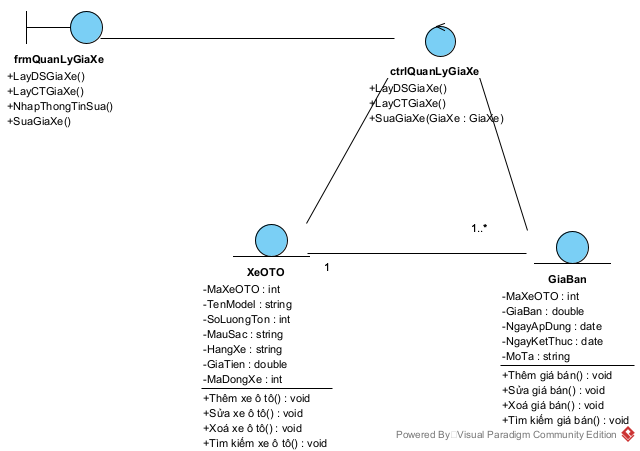 frmQuanLyGiaXe
+LayDSGiaXe()
+LayCTGiaXe()
+NhapThongTinSua()
+SuaGiaXe()
ctrlQuanLyGiaXe
+LayDSGiaXe()
+LayCTGiaXe()
+SuaGiaXe(GiaXe : GiaXe)
1..*
1
XeOTO
-MaXeOTO : int
-TenModel : string
-SoLuongTon : int
-MauSac : string
-HangXe : string
-GiaTien : double
-MaDongXe : int
+Thêm xe ô tô() : void
+Sửa xe ô tô() : void
+Xoá xe ô tô() : void
+Tìm kiếm xe ô tô() : void
GiaBan
-MaXeOTO : int
-GiaBan : double
-NgayApDung : date
-NgayKetThuc : date
-MoTa : string
+Thêm giá bán() : void
+Sửa giá bán() : void
+Xoá giá bán() : void
+Tìm kiếm giá bán() : void
Powered By Visual Paradigm Community Edition